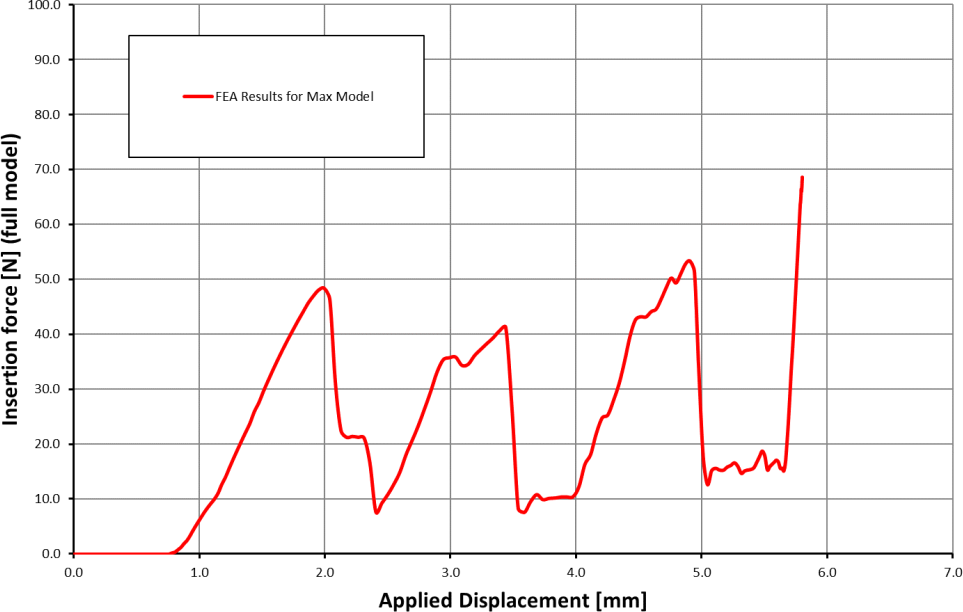 100.0
90.0
80.0
70.0
60.0
50.0
40.0
30.0
20.0
10.0
0.0
Insertion force [N] (full model)
FEA Results for Max Model
0.0 1.0 2.0 3.0 4.0 5.0 6.0 7.0
Applied Displacement [mm]